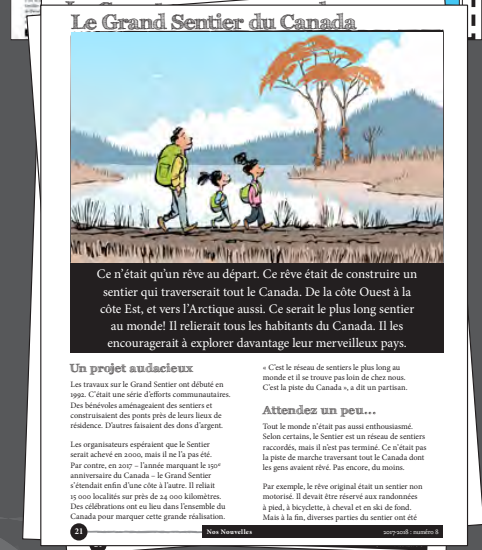 Le Grand Sentier du Canada
Ce n'était qu'un rêve au départ. Ce rêve était de construire un
sentier qui traverserait tout le Canada. De la côte Ouest à la
côte Est, et vers l'Arctique aussi. Ce serait le plus long sentier
au monde! Il relierait tous les habitants du Canada. Il les
encouragerait à explorer davantage leur merveilleux pays.
Un projet audacieux
Les travaux sur le Grand Sentier ont débuté en
1992. C'était une série d'efforts communautaires.
Des bénévoles aménageaient des sentiers et
construisaient des ponts près de leurs lieux de
résidence. D'autres faisaient des dons d'argent.
Les organisateurs espéraient que le Sentier
serait achevé en 2000, mais il ne l'a pas été.
Par contre, en 2017 – l'année marquant le 150e
anniversaire du Canada – le Grand Sentier
s'étendait enfin d'une côte à l'autre. Il reliait
15 000 localités sur près de 24 000 kilomètres.
Des célébrations ont eu lieu dans l'ensemble du
Canada pour marquer cette grande réalisation.
« C'est le réseau de sentiers le plus long au
monde et il se trouve pas loin de chez nous.
C'est la piste du Canada », a dit un partisan.
Attendez un peu…
Tout le monde n'était pas aussi enthousiasmé.
Selon certains, le Sentier est un réseau de sentiers
raccordés, mais il n'est pas terminé. Ce n'était pas
la piste de marche traversant tout le Canada dont
les gens avaient rêvé. Pas encore, du moins.
Par exemple, le rêve original était un sentier non
motorisé. Il devait être réservé aux randonnées
à pied, à bicyclette, à cheval et en ski de fond.
Mais à la fin, diverses parties du sentier ont été
21
Nos Nouvelles
2017-2018 : numéro 8